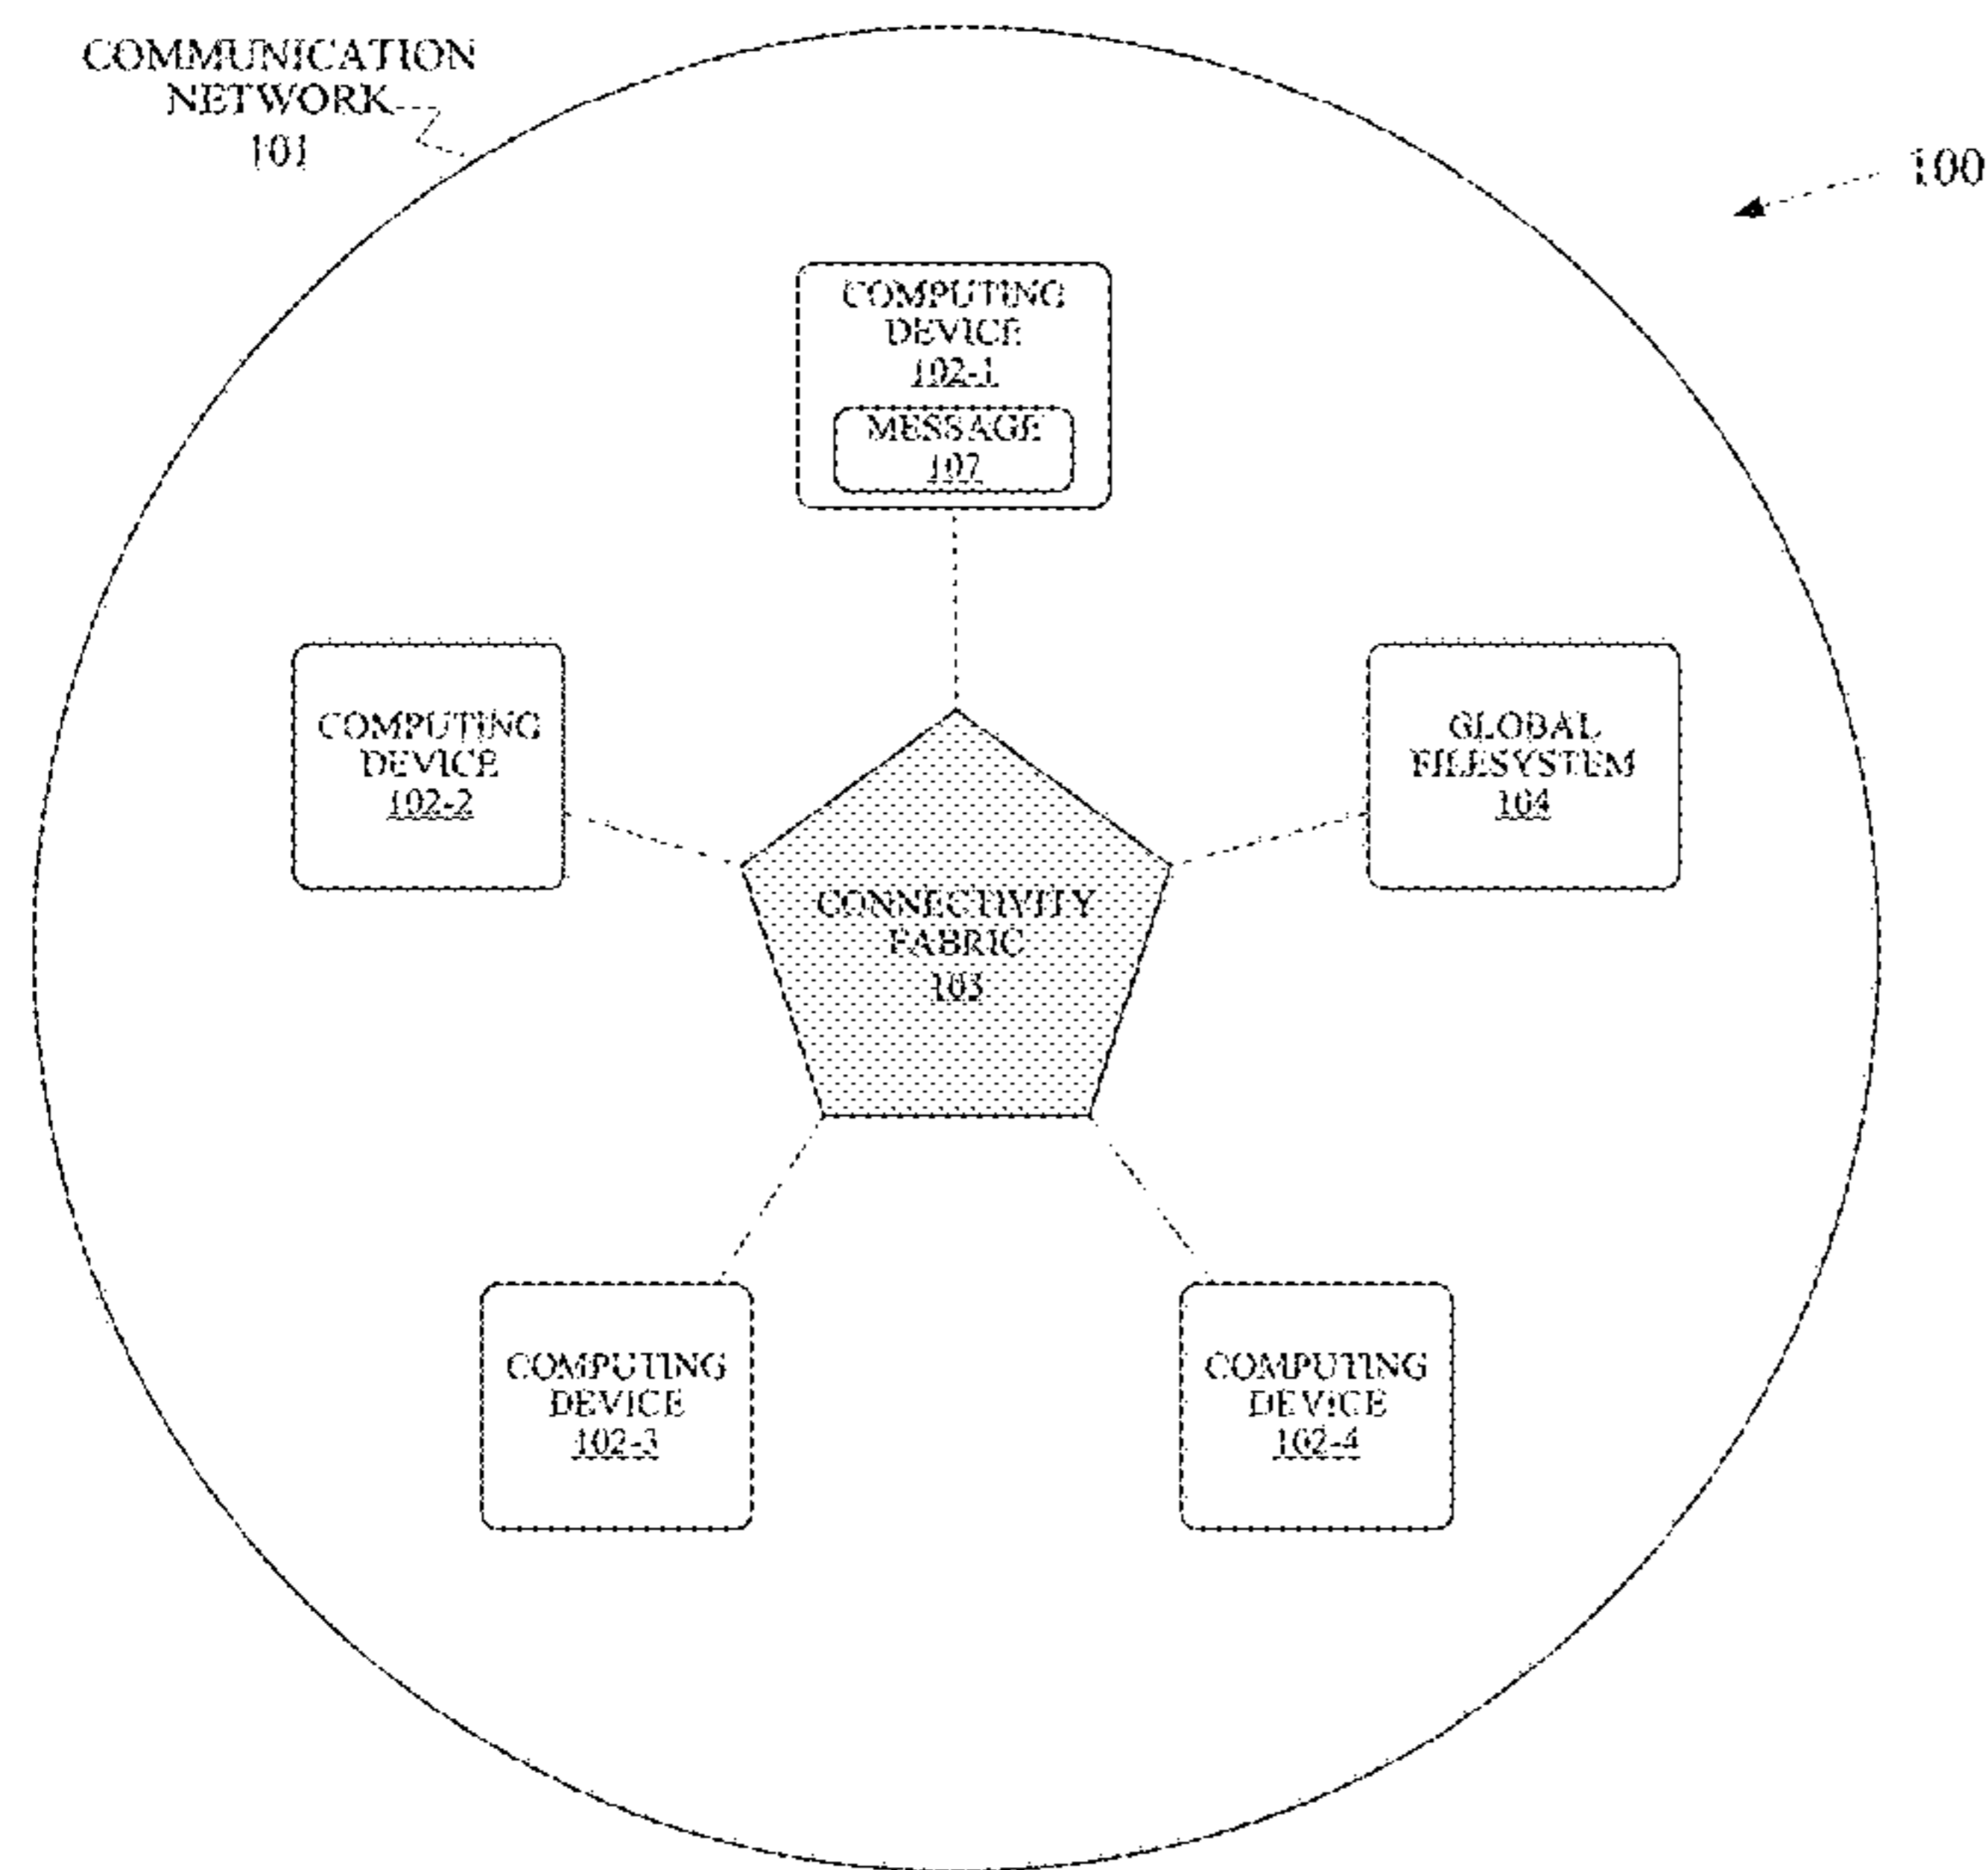 COMMUNICATION
NETWORK
101
100
COMPUTING
DEVICE
102-1
MESSAGE
107
COMPUTING
DEVICE
102-2
GLOBAL
FILESYSTEM
104
CONNECTIVITY
FABRIC
103
COMPUTING
DEVICE
102-3
COMPUTING
DEVICE
102-4